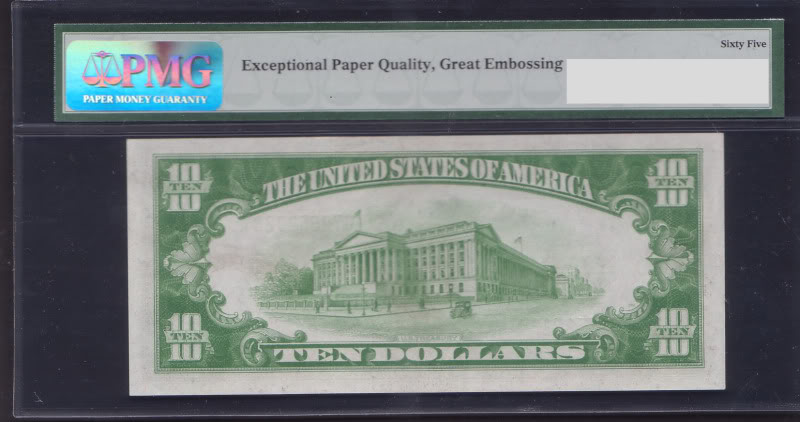 Sixty Five
PMG
PAPER MONEY GUARANTY
Exceptional Paper Quality, Great Embossing
10 10
TEN TEN
10 10
THE UNITED STATES OF AMERICA
U.S. TREASURY
10 10
TEN TEN
10 10
TEN DOLLARS